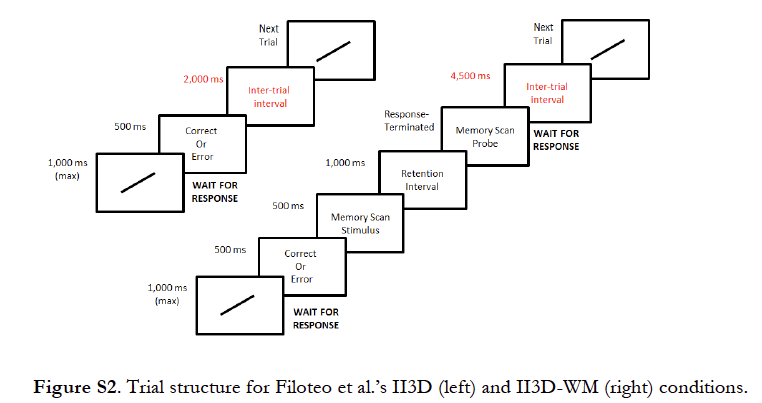 Next
Trial
2,000 ms
Inter-trial
interval
500 ms
Correct
Or
Error
1,000 ms
(max)
WAIT FOR
RESPONSE
Next
Trial
4,500 ms
Inter-trial
interval
Response-
Terminated
Memory Scan
Probe
WAIT FOR
RESPONSE
1,000 ms
Retention
Interval
500 ms
Memory Scan
Stimulus
500 ms
Correct
Or
Error
1,000 ms
(max)
WAIT FOR
RESPONSE
Figure S2. Trial structure for Filoteo et al.'s II3D (left) and II3D-WM (right) conditions.